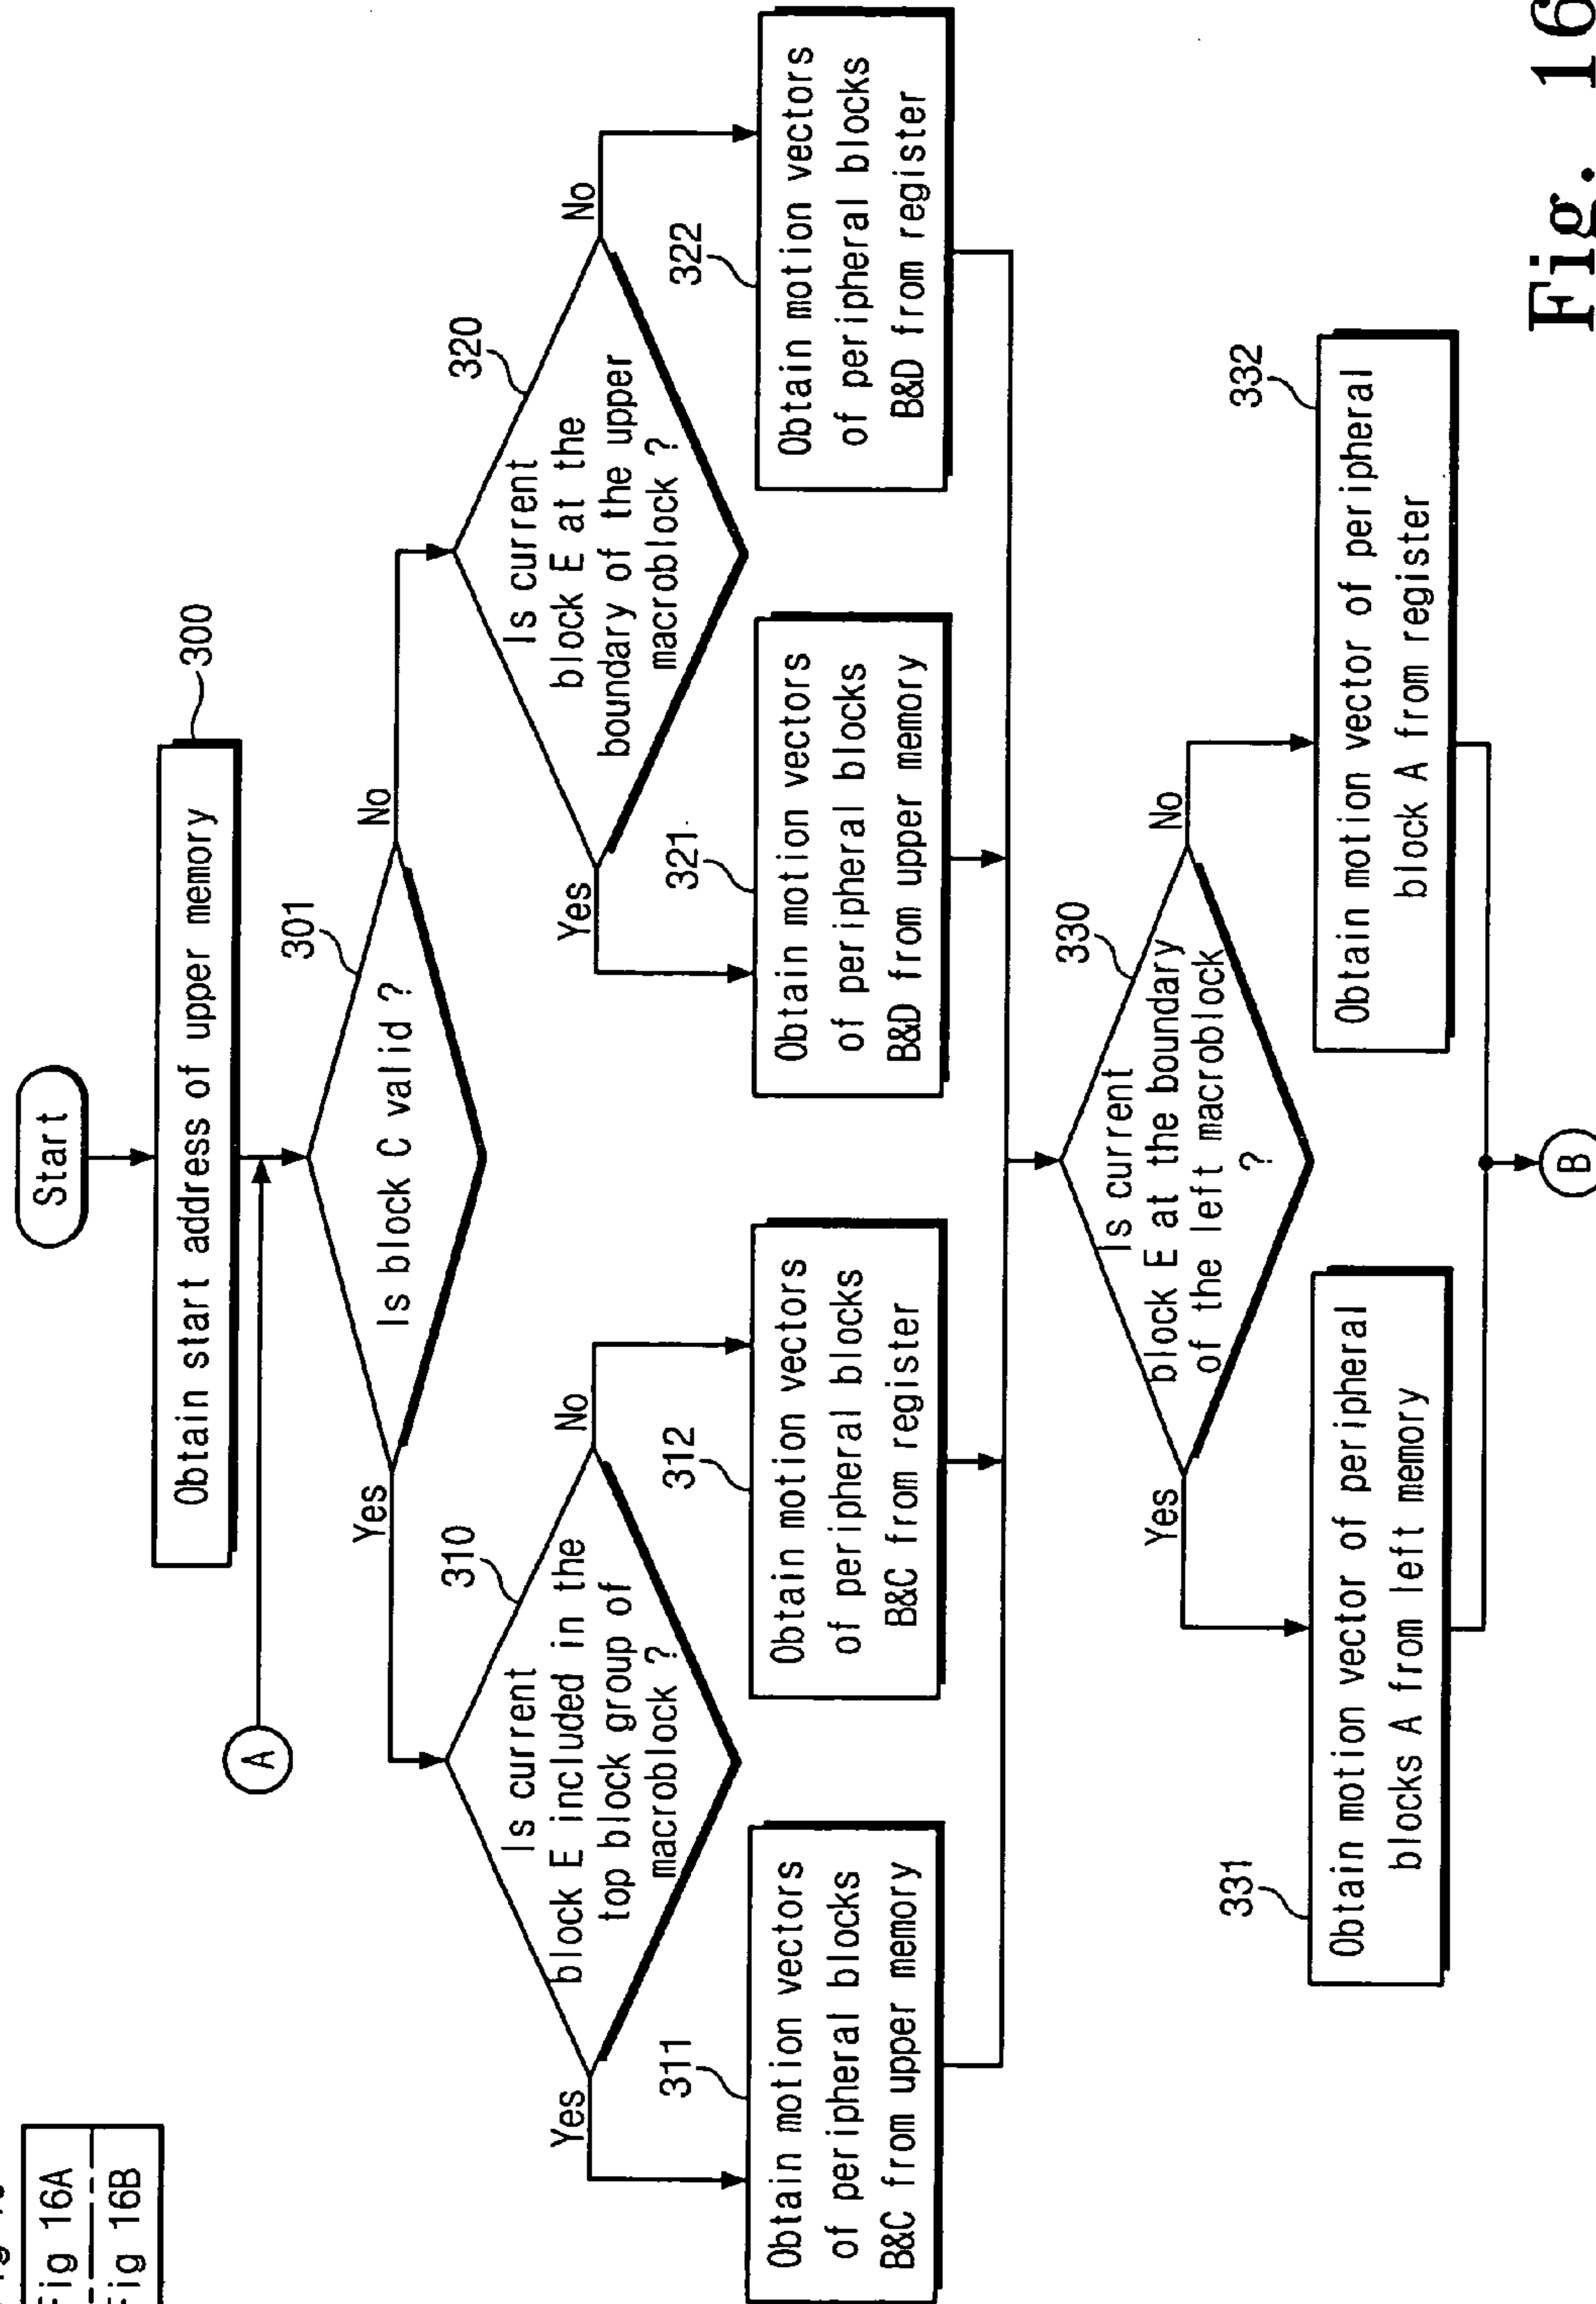 Fig 16A
Fig 16B
Start
Obtain start address of upper memory
300
A
Is block C valid ?
301
Yes
No
Is current
block E included in the
top block group of
macroblock ?
310
Yes
No
Is current
block E at the
boundary of the upper
macroblock ?
320
Yes
No
311
Obtain motion vectors
of peripheral blocks
B&C from upper memory
312
Obtain motion vectors
of peripheral blocks
B&C from register
321
Obtain motion vectors
of peripheral blocks
B&D from upper memory
322
Obtain motion vectors
of peripheral blocks
B&D from register
Is current
block E at the boundary
of the left macroblock
?
330
Yes
No
331
Obtain motion vector of peripheral
blocks A from left memory
332
Obtain motion vector of peripheral
block A from register
B
Fig. 16